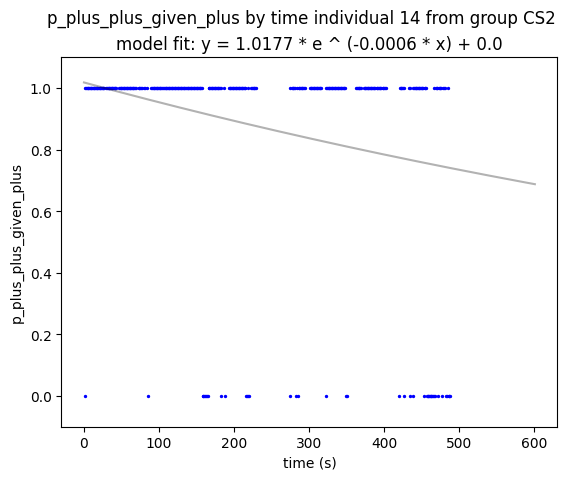 p_plus_plus_given_plus by time individual 14 from group CS2
model fit: y = 1.0177 * e ^ (-0.0006 * x) + 0.0
1.0
0.8
0.6
0.4
0.2
0.0
p_plus_plus_given_plus
0 100 200 300 400 500 600
time (s)